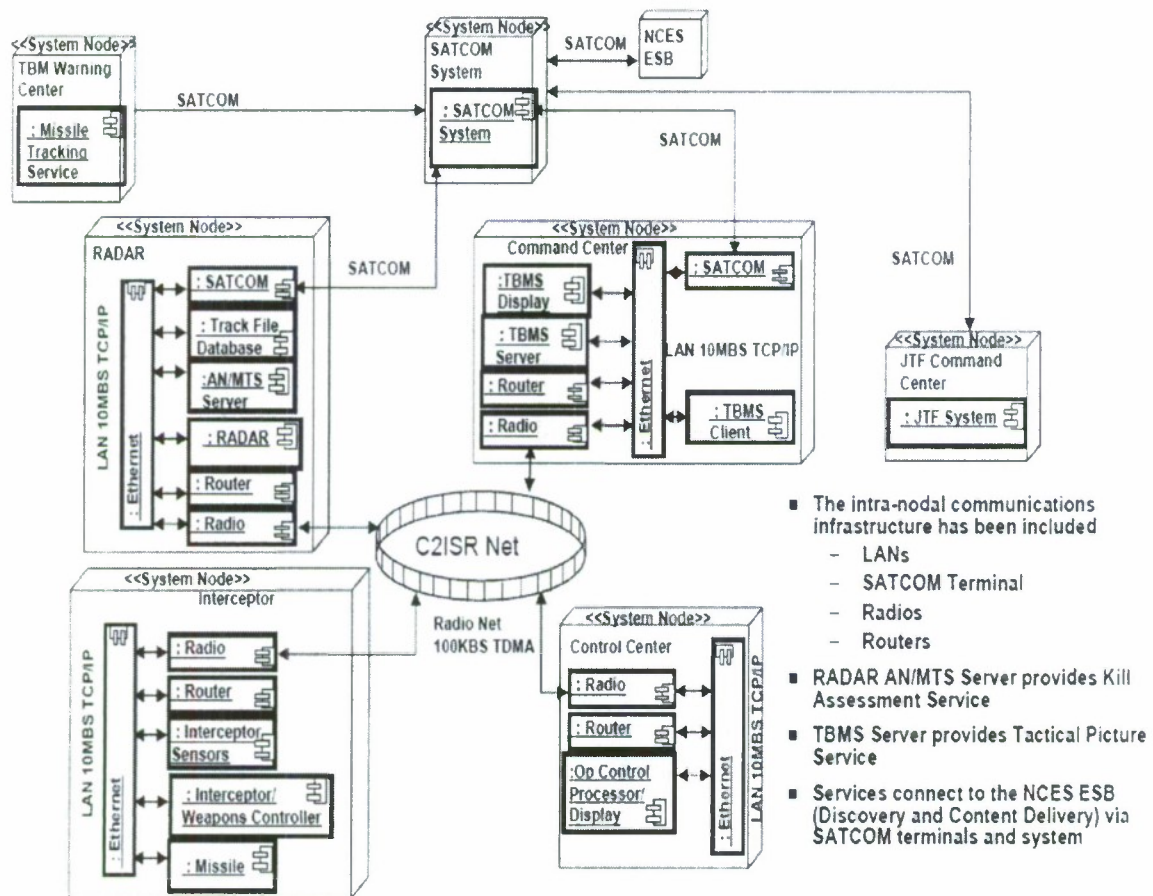 <<System Node>>
TBM Warning
Center
: Missile
Tracking
Service
SATCOM
<<System Node>>
SATCOM
System
: SATCOM
System
SATCOM
NCES
ESB
SATCOM
SATCOM
<<System Node>>
RADAR
LAN 10MBS TCP/IP
: Ethernet
: SATCOM
: Track File
Database
:AN/MTS
Server
: RADAR
: Router
: Radio
SATCOM
<<System Node>>
Command Center
:TBMS
Display
: TBMS
Server
: Router
: Radio
: Ethernet
: SATCOM
LAN 10MBS TCP/IP
: TBMS
Client
<<System Node>>
JTF Command
Center
: JTF System
C2ISR Net
Radio Net
100KBS TDMA
<<System Node>>
Interceptor
LAN 10MBS TCP/IP
: Ethernet
: Radio
: Router
: Interceptor
Sensors
: Interceptor/
Weapons Controller
: Missile
<<System Node>>
Control Center
: Radio
: Router
:Op Control
Processor/
Display
: Ethernet
LAN 10MBS TCP/IP
■ The intra-nodal communications
infrastructure has been included
– LANs
– SATCOM Terminal
– Radios
– Routers
■ RADAR AN/MTS Server provides Kill
Assessment Service
■ TBMS Server provides Tactical Picture
Service
■ Services connect to the NCES ESB
(Discovery and Content Delivery) via
SATCOM terminals and system